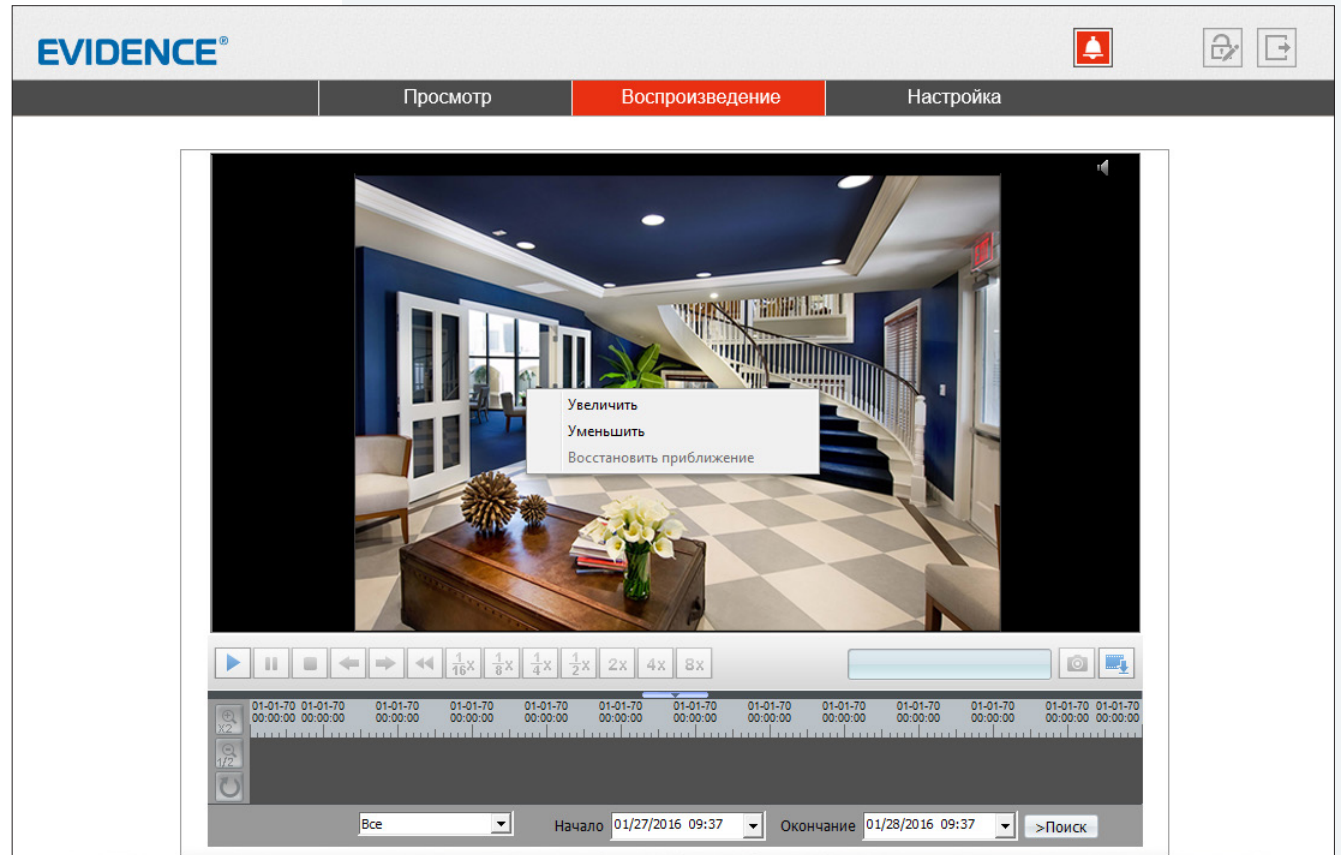 EVIDENCE®
Просмотр
Воспроизведение
Настройка
Увеличить
Уменьшить
Восстановить приближение
1/16X 1/8X 1/4X 1/2X 2X 4X 8X
01-01-70 01-01-70 01-01-70 01-01-70 01-01-70 01-01-70 01-01-70 01-01-70 01-01-70 01-01-70 01-01-70 01-01-70 01-01-70
00:00:00 00:00:00 00:00:00 00:00:00 00:00:00 00:00:00 00:00:00 00:00:00 00:00:00 00:00:00 00:00:00 00:00:00 00:00:00
X2
1/2
Все
Начало 01/27/2016 09:37
Окончание 01/28/2016 09:37
>Поиск